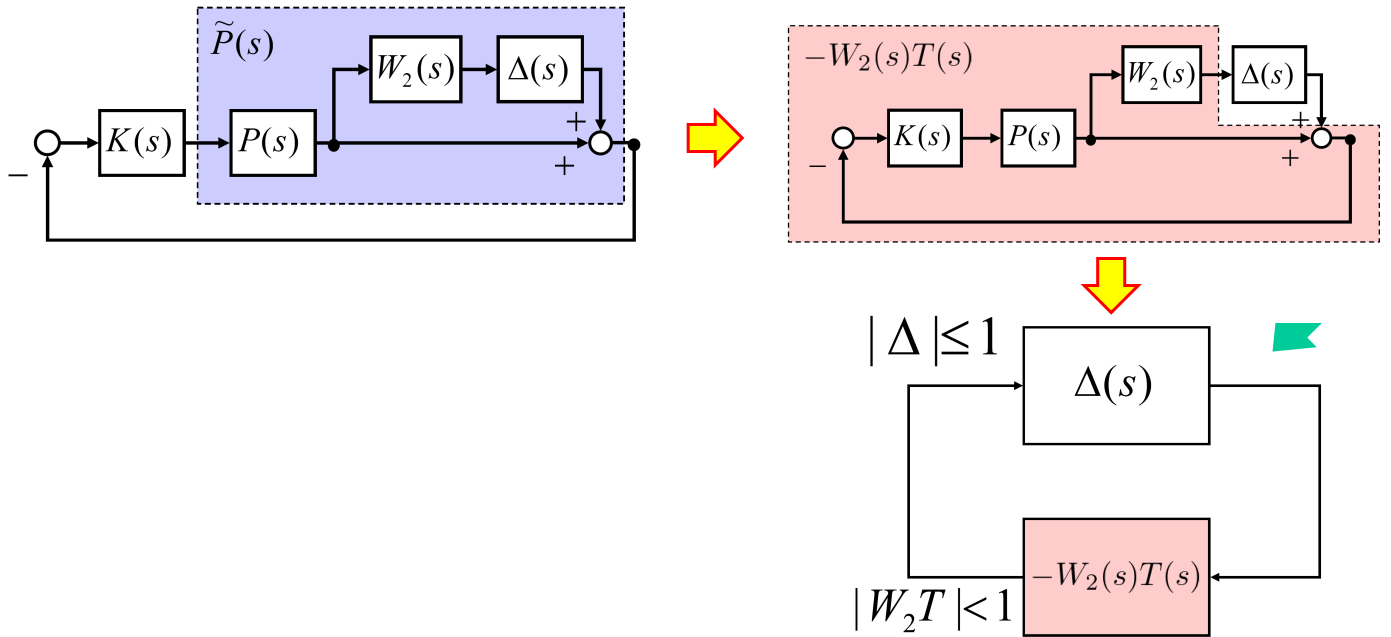 P̃(s)
W₂(s)
Δ(s)
K(s)
P(s)
+
+
−
−W₂(s)T(s)
W₂(s)
Δ(s)
K(s)
P(s)
+
+
−
|Δ|≤1
Δ(s)
−W₂(s)T(s)
|W₂T|<1